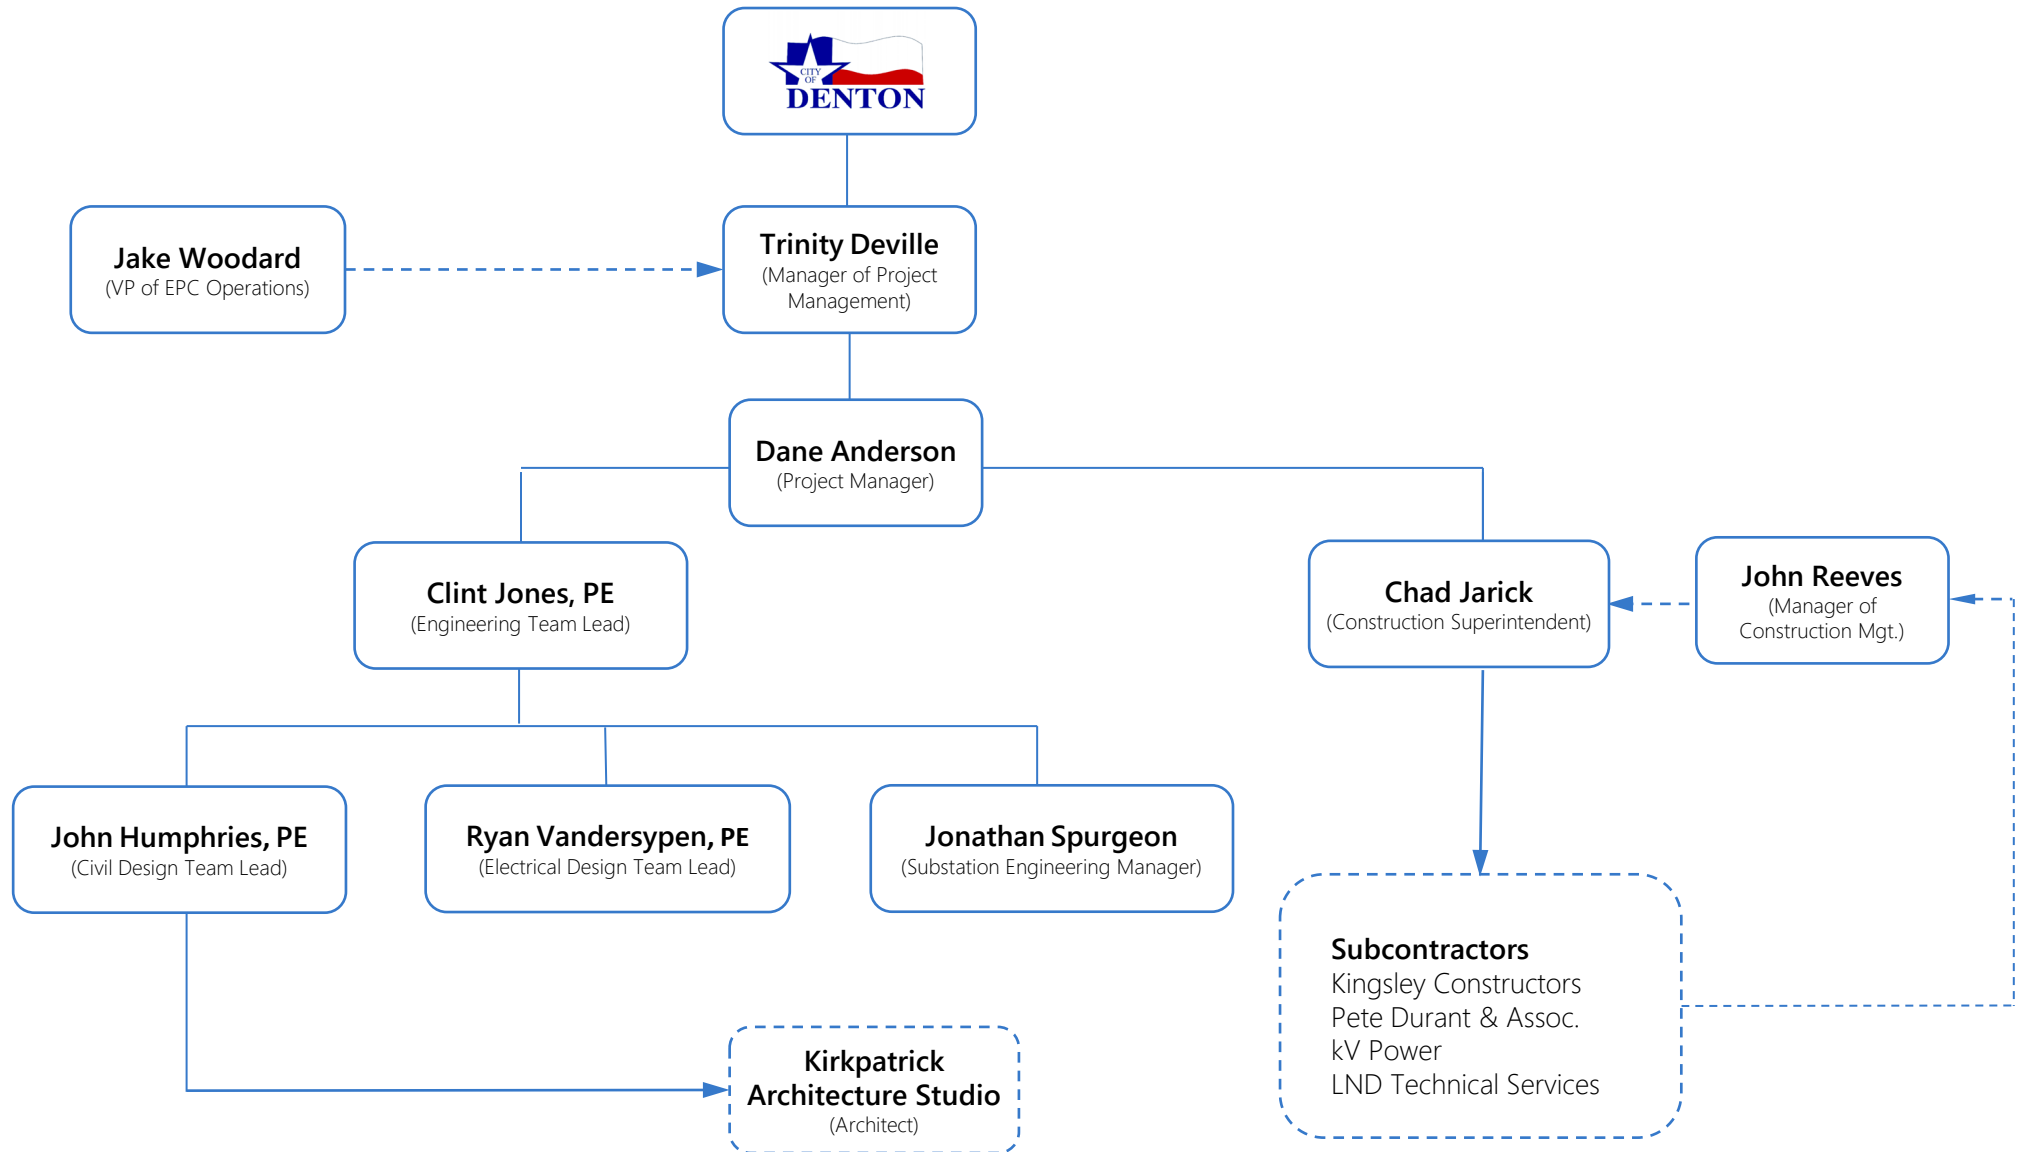 CITY
OF
DENTON
Jake Woodard
(VP of EPC Operations)
Trinity Deville
(Manager of Project
Management)
Dane Anderson
(Project Manager)
Clint Jones, PE
(Engineering Team Lead)
Chad Jarick
(Construction Superintendent)
John Reeves
(Manager of
Construction Mgt.)
John Humphries, PE
(Civil Design Team Lead)
Ryan Vandersypen, PE
(Electrical Design Team Lead)
Jonathan Spurgeon
(Substation Engineering Manager)
Subcontractors
Kingsley Constructors
Pete Durant & Assoc.
kV Power
LND Technical Services
Kirkpatrick
Architecture Studio
(Architect)